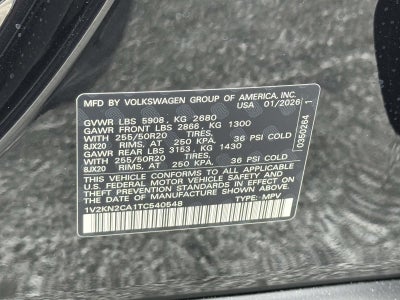 MFD BY VOLKSWAGEN GROUP OF AMERICA, INC.
USA 01/2026
GVWR LBS 5908, KG 2680
GAWR FRONT LBS 2866, KG 1300
WITH 255/50R20 TIRES,
8JX20 RIMS. AT 250 KPA. 36 PSI COLD
GAWR REAR LBS 3153, KG 1430
WITH 255/50R20 TIRES,
8JX20 RIMS, AT 250 KPA. 36 PSI COLD
THIS VEHICLE CONFORMS TO ALL APPLICABLE
FEDERAL MOTOR VEHICLE SAFETY AND
THEFT PREVENTION STANDARDS IN EFFECT ON THE
DATE OF MANUFACTURE SHOWN ABOVE.
1V2KN2CA1TC540548 TYPE: MPV
ID350264 1